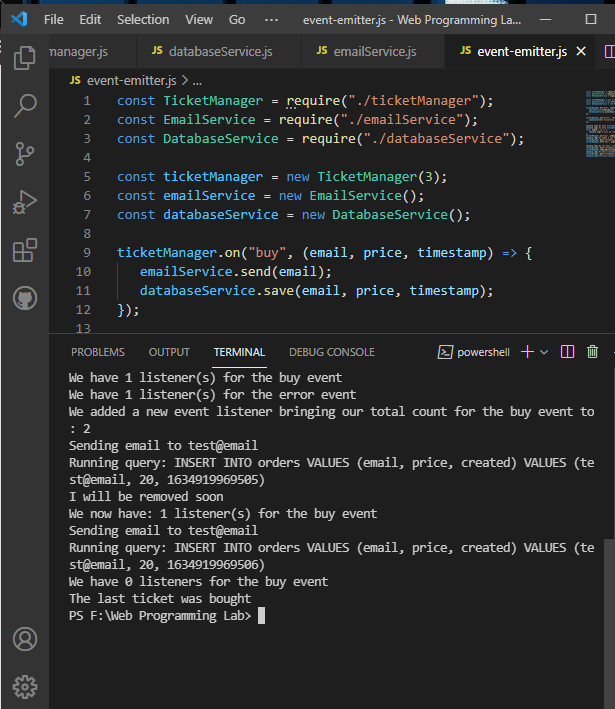 File Edit Selection View Go ··· event-emitter.js - Web Programming La...
manager.js JS databaseService.js JS emailService.js JS event-emitter.js
JS event-emitter.js > ...
1 const TicketManager = require("./ticketManager");
2 const EmailService = require("./emailService");
3 const DatabaseService = require("./databaseService");
4
5 const ticketManager = new TicketManager(3);
6 const emailService = new EmailService();
7 const databaseService = new DatabaseService();
8
9 ticketManager.on("buy", (email, price, timestamp) => {
10 emailService.send(email);
11 databaseService.save(email, price, timestamp);
12 });
13
PROBLEMS OUTPUT TERMINAL DEBUG CONSOLE powershell
We have 1 listener(s) for the buy event
We have 1 listener(s) for the error event
We added a new event listener bringing our total count for the buy event to
: 2
Sending email to test@email
Running query: INSERT INTO orders VALUES (email, price, created) VALUES (te
st@email, 20, 1634919969505)
I will be removed soon
We now have: 1 listener(s) for the buy event
Sending email to test@email
Running query: INSERT INTO orders VALUES (email, price, created) VALUES (te
st@email, 20, 1634919969506)
We have 0 listeners for the buy event
The last ticket was bought
PS F:\Web Programming Lab>